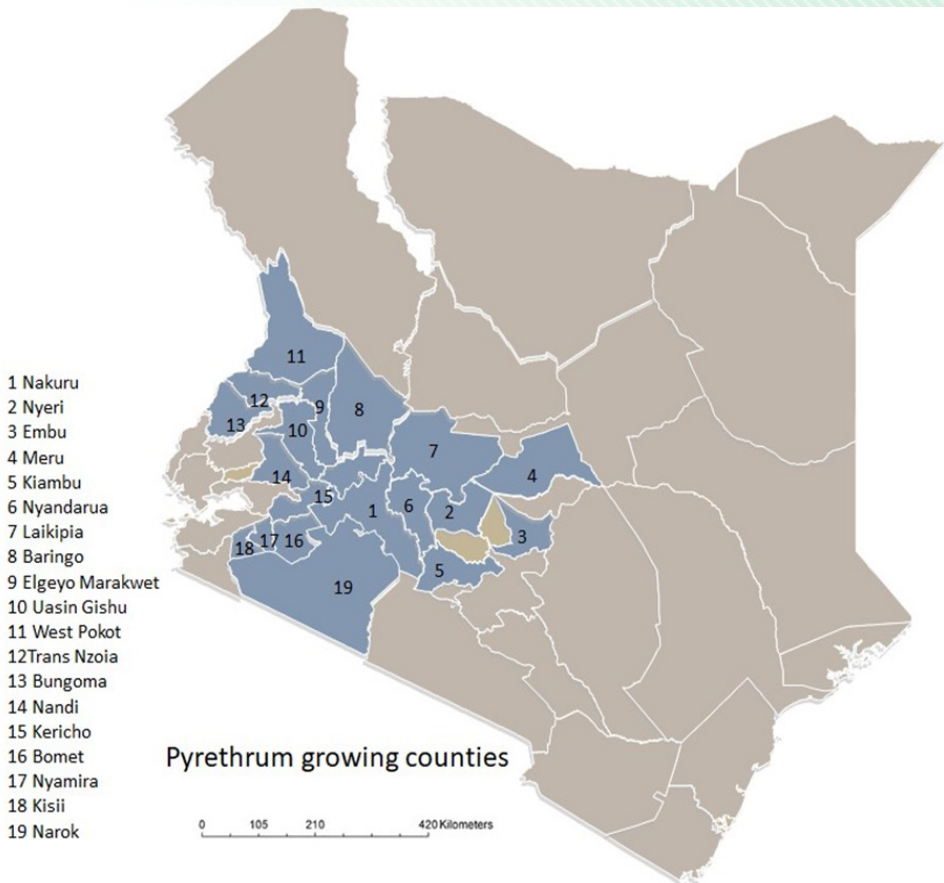 1 Nakuru
2 Nyeri
3 Embu
4 Meru
5 Kiambu
6 Nyandarua
7 Laikipia
8 Baringo
9 Elgeyo Marakwet
10 Uasin Gishu
11 West Pokot
12Trans Nzoia
13 Bungoma
14 Nandi
15 Kericho
16 Bomet
17 Nyamira
18 Kisii
19 Narok
11
12
9
8
13
10
7
14
4
15
1
6
2
3
18
17
16
5
19
Pyrethrum growing counties
0 105 210 420 Kilometers